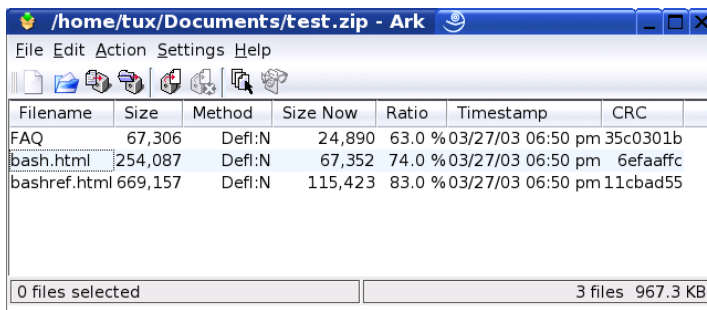 /home/tux/Documents/test.zip - Ark
File Edit Action Settings Help
Filename Size Method Size Now Ratio Timestamp CRC
FAQ 67,306 Defl:N 24,890 63.0 % 03/27/03 06:50 pm 35c0301b
bash.html 254,087 Defl:N 67,352 74.0 % 03/27/03 06:50 pm 6efaaffc
bashref.html 669,157 Defl:N 115,423 83.0 % 03/27/03 06:50 pm 11cbad55
0 files selected 3 files 967.3 KB